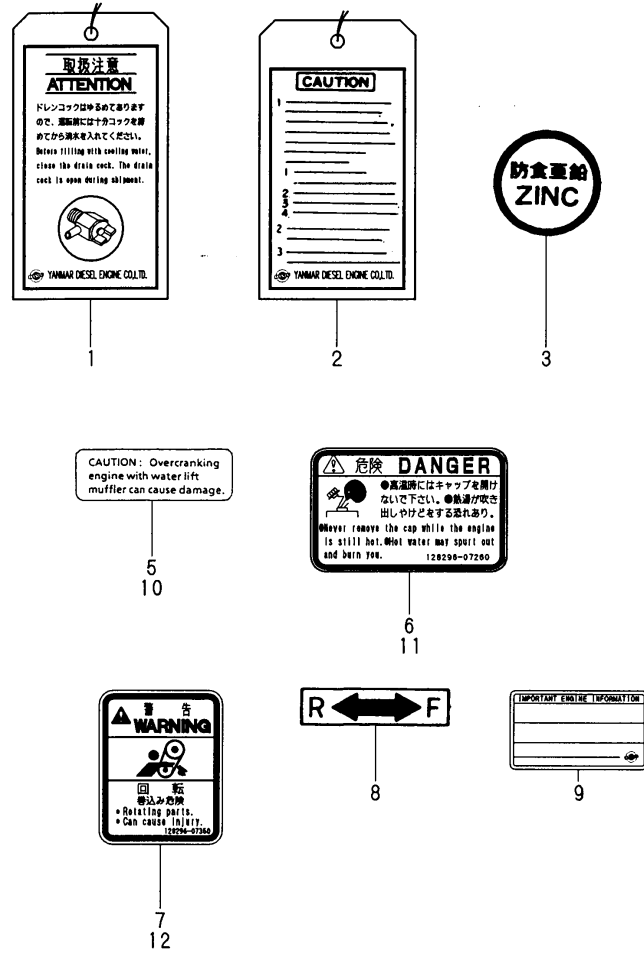 取扱注意
ATTENTION
ドレンコックはゆるめてあります
ので、運転前には十分コックを締
めてから清水を入れてください。
Before filling with cooling water,
close the drain cock. The drain
cock is open during shipment.
YANMAR DIESEL ENGINE CO.,LTD.
1
CAUTION
1
1
2
3
4
2
3
YANMAR DIESEL ENGINE CO.,LTD.
2
防食亜鉛
ZINC
3
CAUTION : Overcranking
engine with water lift
muffler can cause damage.
5
10
危険 DANGER
●高温時にはキャップを開け
ないで下さい。●熱湯が吹き
出しやけどをする恐れあり。
●Never remove the cap while the engine
is still hot.●Hot water may spurt out
and burn you. 128296-07260
6
11
警告
WARNING
回転
巻込み危険
• Rotating parts.
• Can cause injury.
128296-07350
7
12
R F
8
IMPORTANT ENGINE INFORMATION
9